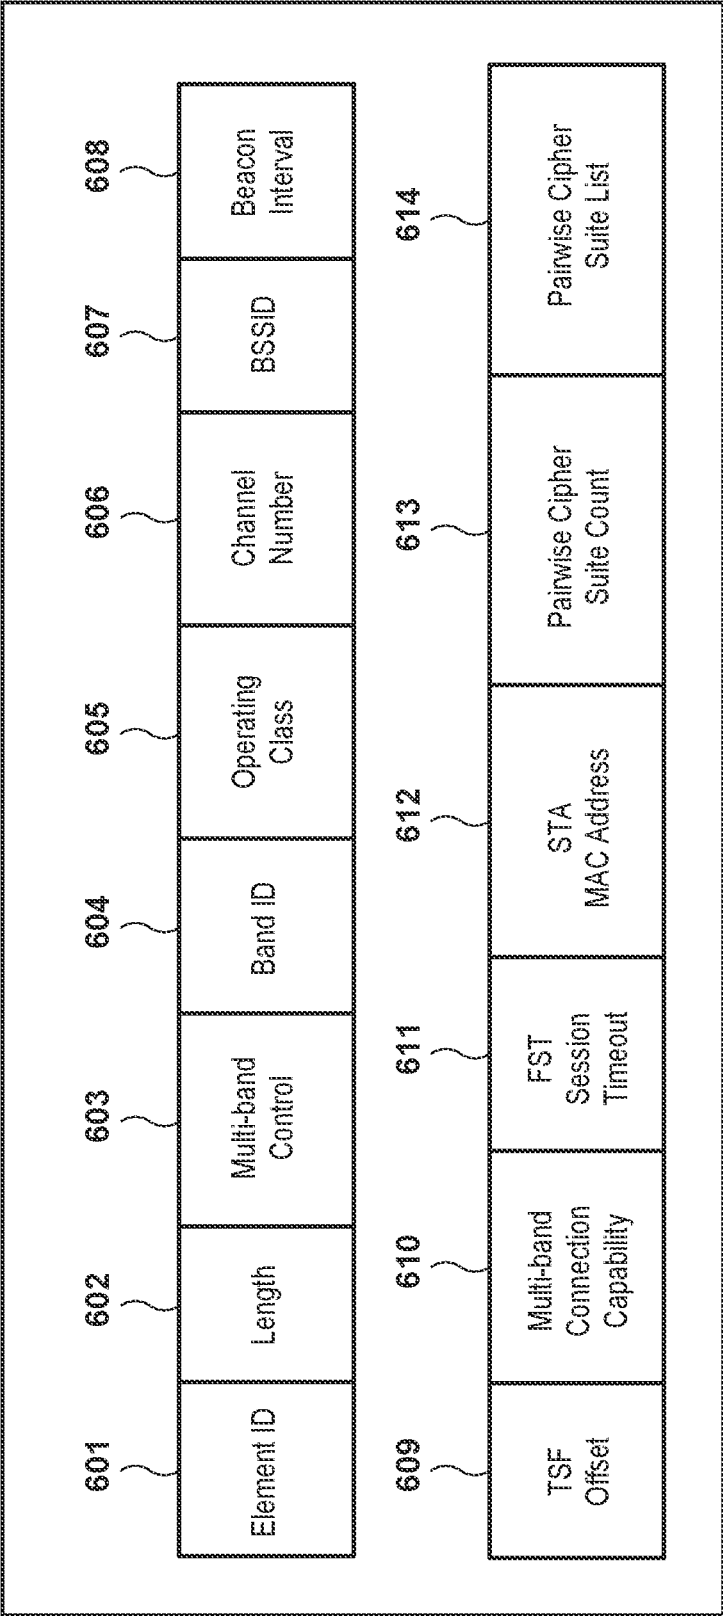 601 602 603 604 605 606 607 608
Element ID
Length
Multi-band
Control
Band ID
Operating
Class
Channel
Number
BSSID
Beacon
Interval
609 610 611 612 613 614
TSF
Offset
Multi-band
Connection
Capability
FST
Session
Timeout
STA
MAC Address
Pairwise Cipher
Suite Count
Pairwise Cipher
Suite List